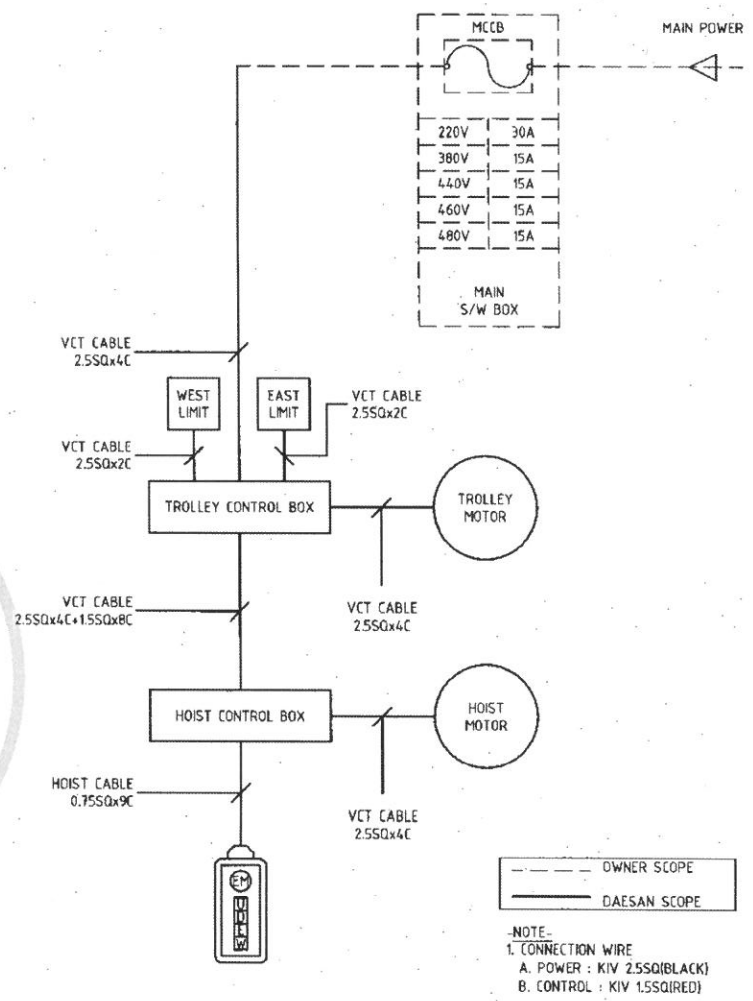 MCCB
MAIN POWER
220V 30A
380V 15A
440V 15A
460V 15A
480V 15A
MAIN
S/W BOX
VCT CABLE
2.5SQx4C
WEST
LIMIT
EAST
LIMIT
VCT CABLE
2.5SQx2C
VCT CABLE
2.5SQx2C
TROLLEY CONTROL BOX
TROLLEY
MOTOR
VCT CABLE
2.5SQx4C+1.5SQx8C
VCT CABLE
2.5SQx4C
HOIST CONTROL BOX
HOIST
MOTOR
HOIST CABLE
0.75SQx9C
VCT CABLE
2.5SQx4C
EM
U
D
E
W
OWNER SCOPE
DAESAN SCOPE
-NOTE-
1. CONNECTION WIRE
A. POWER : KIV 2.5SQ(BLACK)
B. CONTROL : KIV 1.5SQ(RED)